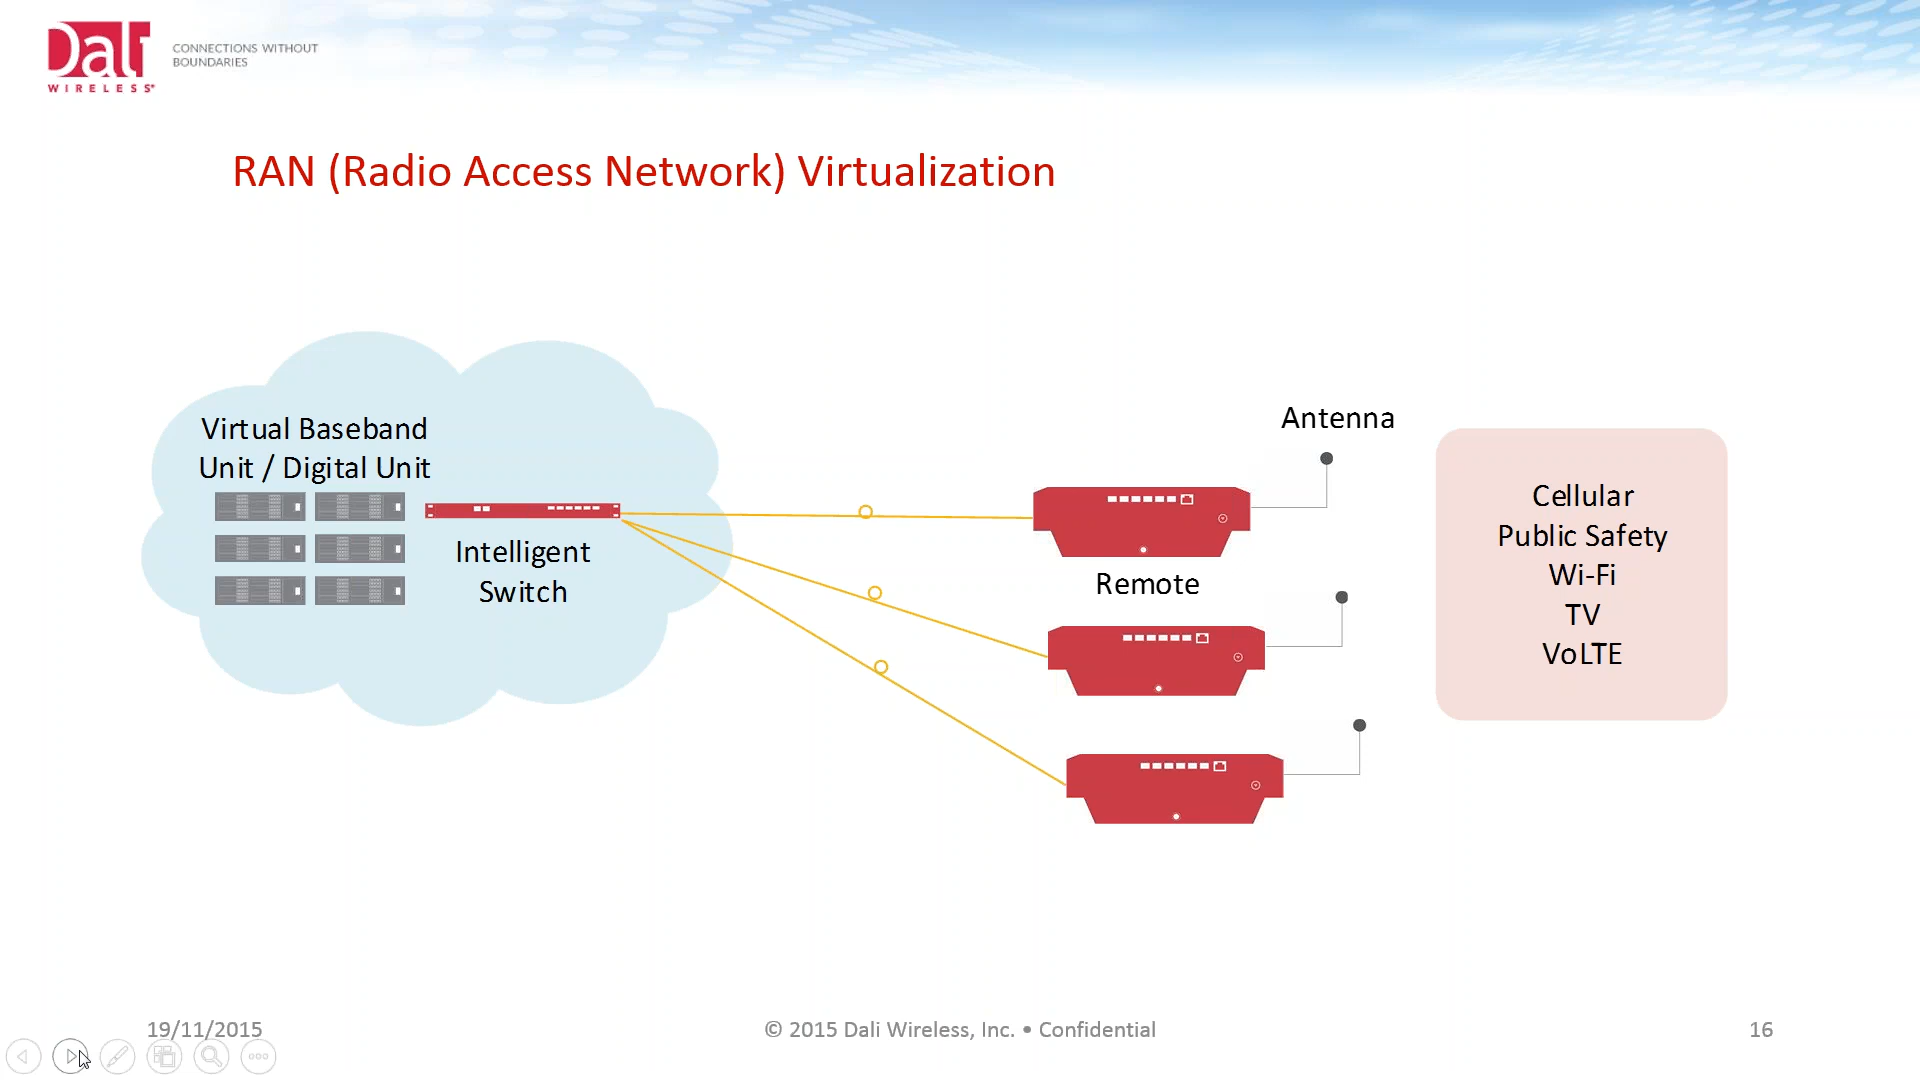 Dali
WIRELESS
CONNECTIONS WITHOUT
BOUNDARIES
RAN (Radio Access Network) Virtualization
Virtual Baseband
Unit / Digital Unit
Intelligent
Switch
Antenna
Remote
Cellular
Public Safety
Wi-Fi
TV
VoLTE
19/11/2015
© 2015 Dali Wireless, Inc. • Confidential
16